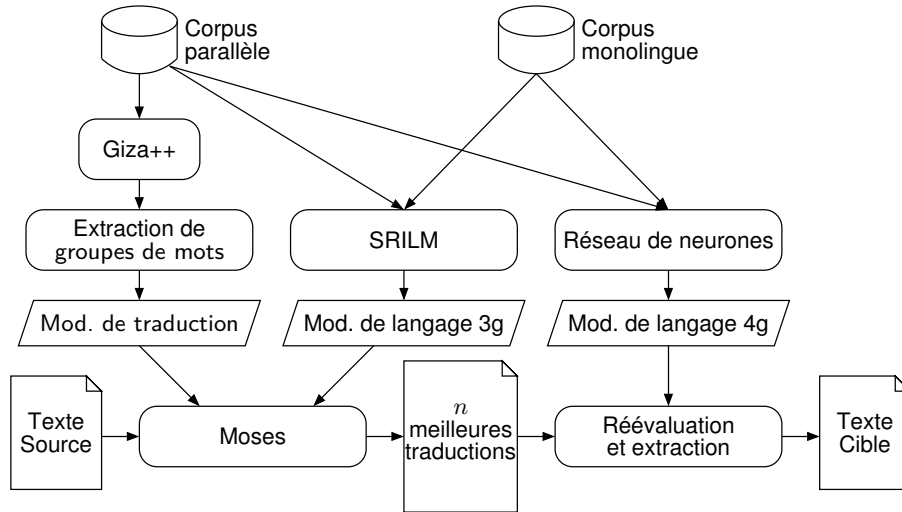 Corpus
parallèle
Corpus
monolingue
Giza++
Extraction de
groupes de mots
SRILM
Réseau de neurones
Mod. de traduction
Mod. de langage 3g
Mod. de langage 4g
Texte
Source
Moses
n
meilleures
traductions
Réévaluation
et extraction
Texte
Cible